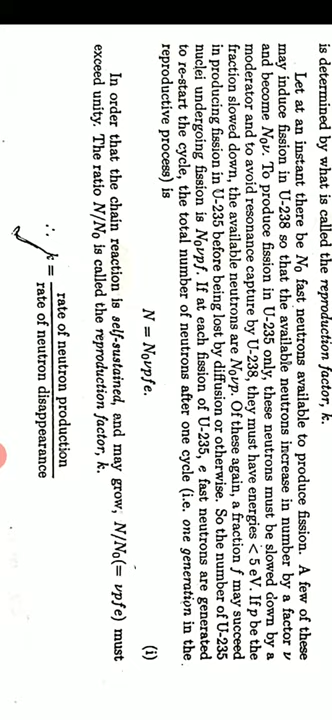 is determined by what is called the reproduction factor, k.
Let at an instant there be N₀ fast neutrons available to produce fission. A few of these
may induce fission in U-238 so that the available neutrons increase in number by a factor ν
and become N₀ν. To produce fission in U-235 only, these neutrons must be slowed down by a
moderator and to avoid resonance capture by U-238, they must have energies < 5 eV. If p be the
fraction slowed down, the available neutrons are N₀νp. Of these again, a fraction f may succeed
in producing fission in U-235 before being lost by diffusion or otherwise. So the number of U-235
nuclei undergoing fission is N₀νpf. If at each fission of U-235, e fast neutrons are generated
to re-start the cycle, the total number of neutrons after one cycle (i.e. one generation in the
reproductive process) is
N = N₀νpfe. (i)
In order that the chain reaction is self-sustained, and may grow, N/N₀(= νpfe) must
exceed unity. The ratio N/N₀ is called the reproduction factor, k.
∴ k = rate of neutron production
rate of neutron disappearance